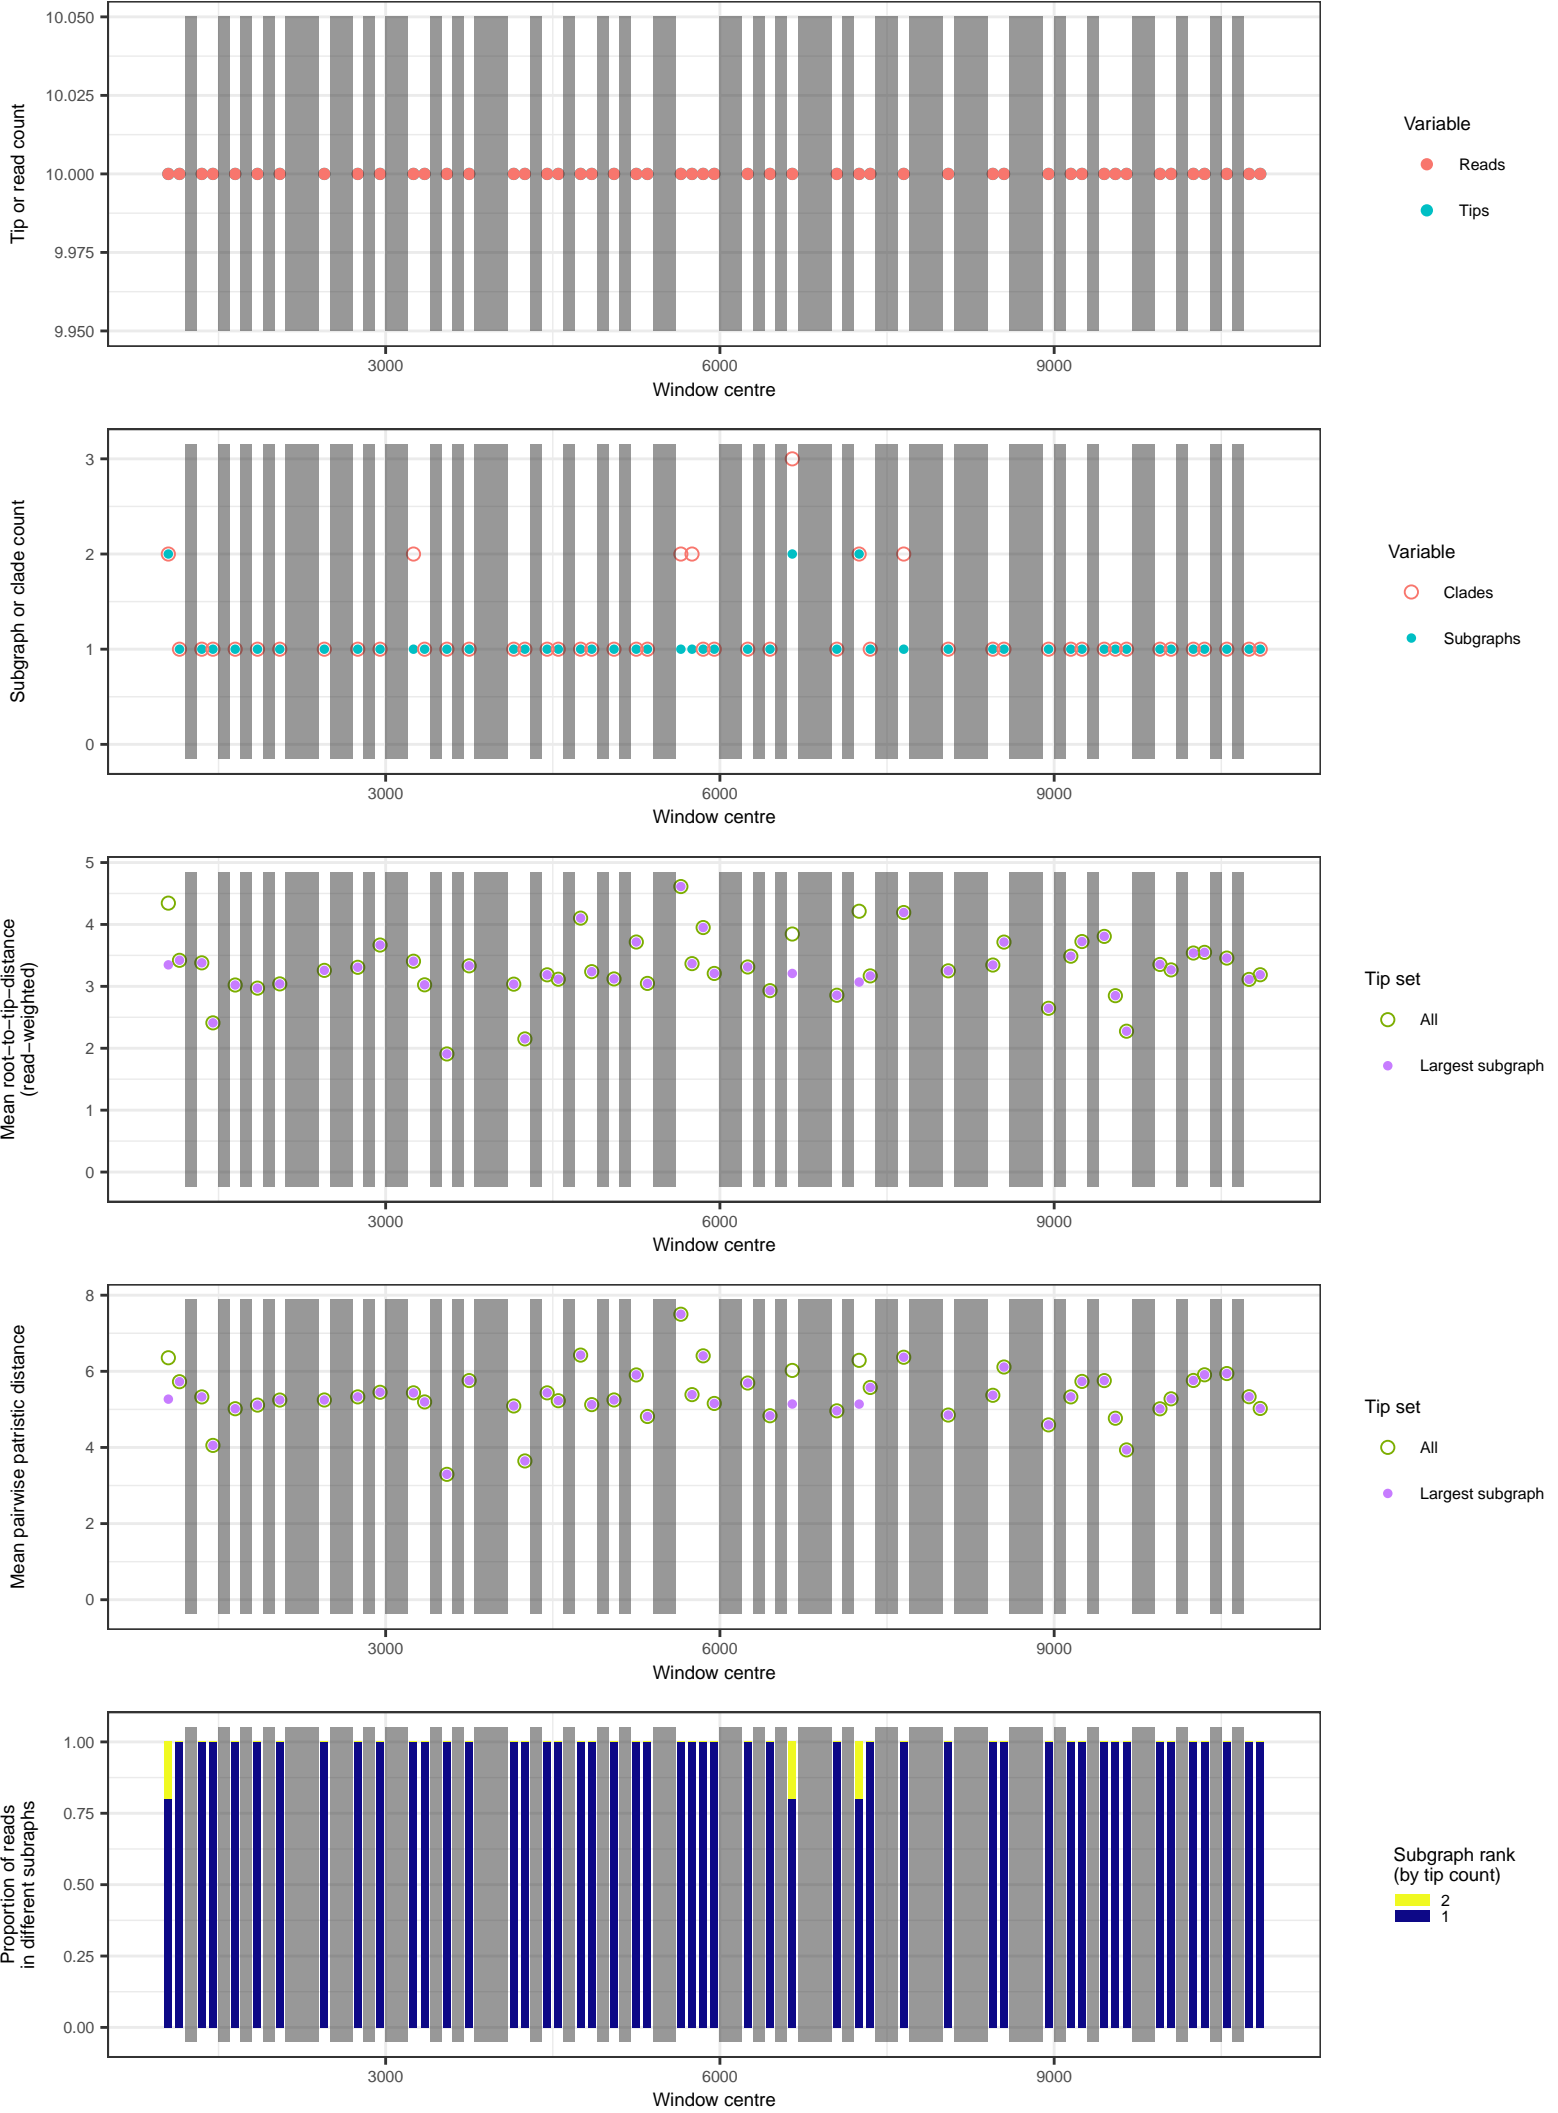 10.050
10.025
10.000
9.975
9.950
Tip or read count
3000
6000
9000
Window centre
Variable
Reads
Tips
3
2
1
0
Subgraph or clade count
3000
6000
9000
Window centre
Variable
Clades
Subgraphs
5
4
3
2
1
0
Mean root−to−tip−distance
(read−weighted)
3000
6000
9000
Window centre
Tip set
All
Largest subgraph
8
6
4
2
0
Mean pairwise patristic distance
3000
6000
9000
Window centre
Tip set
All
Largest subgraph
1.00
0.75
0.50
0.25
0.00
Proportion of reads
in different subraphs
3000
6000
9000
Window centre
Subgraph rank
(by tip count)
2
1